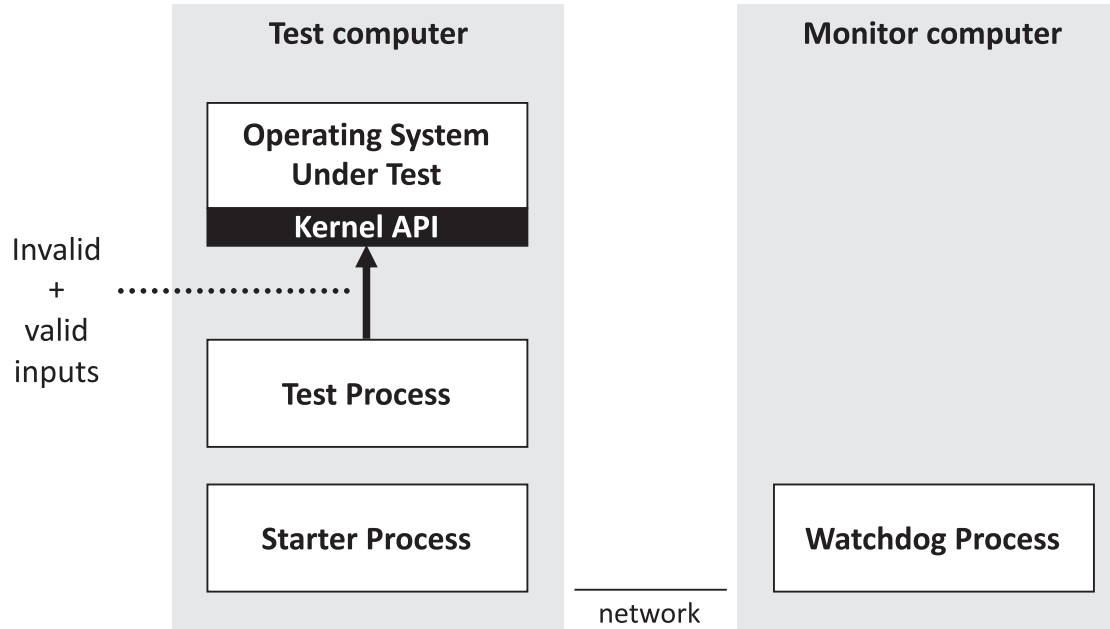 Test computer
Monitor computer
Operating System
Under Test
Kernel API
Invalid
+
valid
inputs
Test Process
Starter Process
Watchdog Process
network